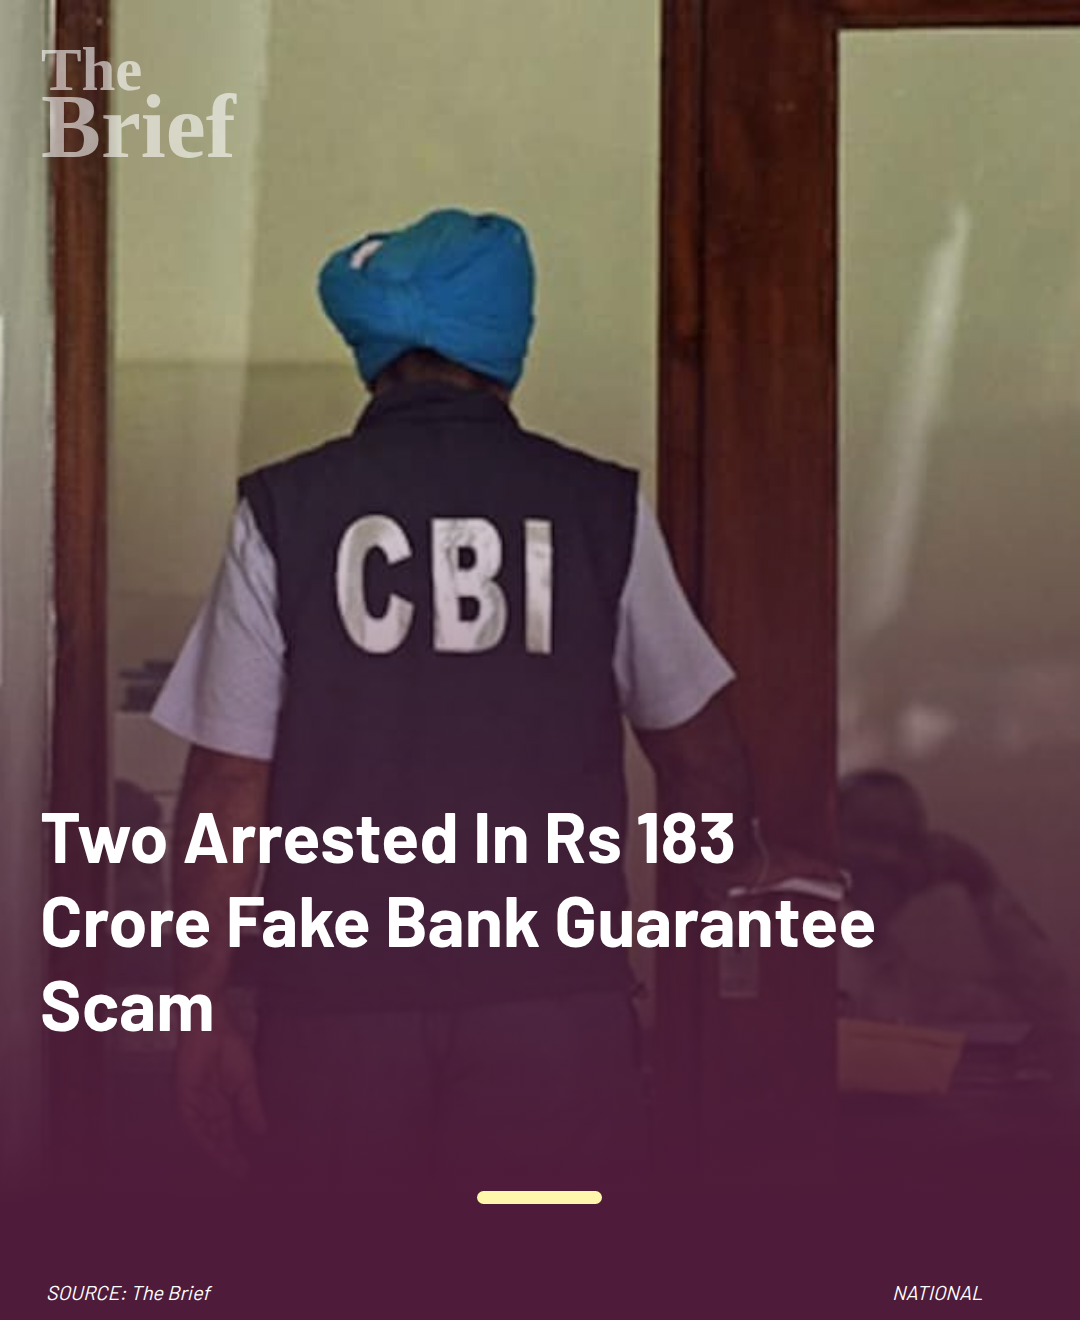 The
Brief
CBI
Two Arrested In Rs 183
Crore Fake Bank Guarantee
Scam
SOURCE: The Brief
NATIONAL